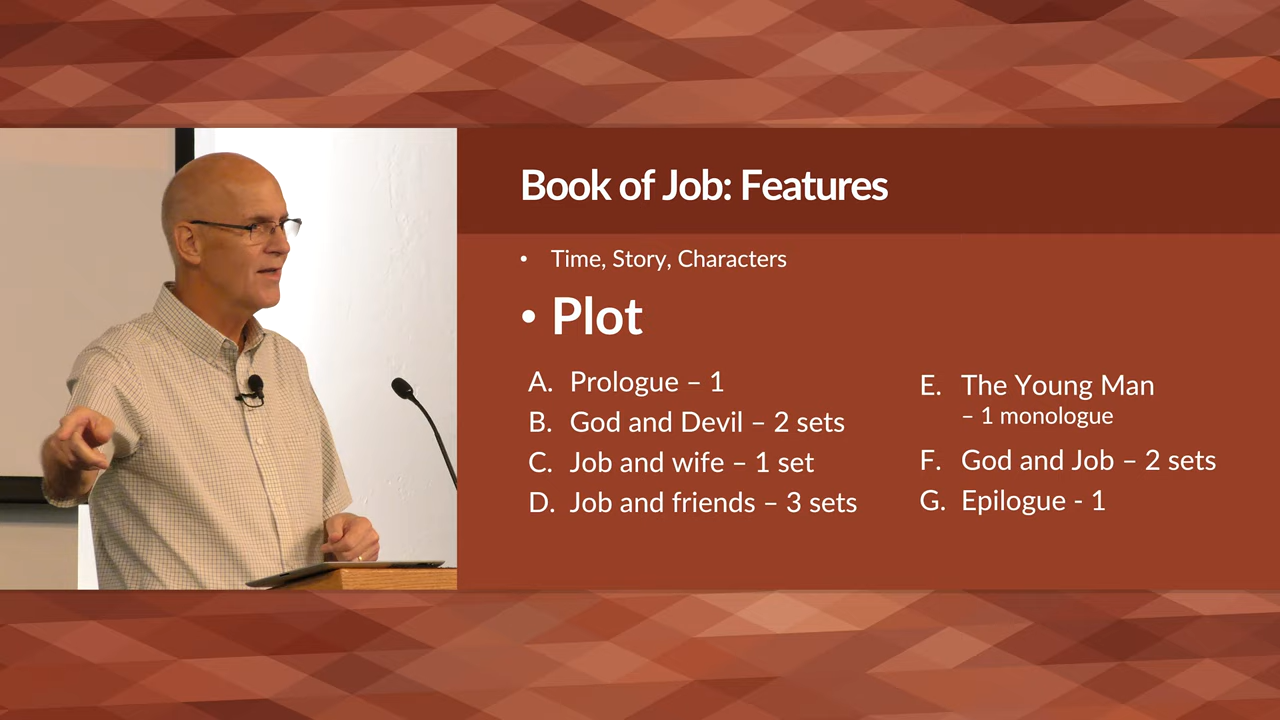 Book of Job: Features
• Time, Story, Characters
• Plot
A. Prologue – 1
B. God and Devil – 2 sets
C. Job and wife – 1 set
D. Job and friends – 3 sets
E. The Young Man
– 1 monologue
F. God and Job – 2 sets
G. Epilogue - 1